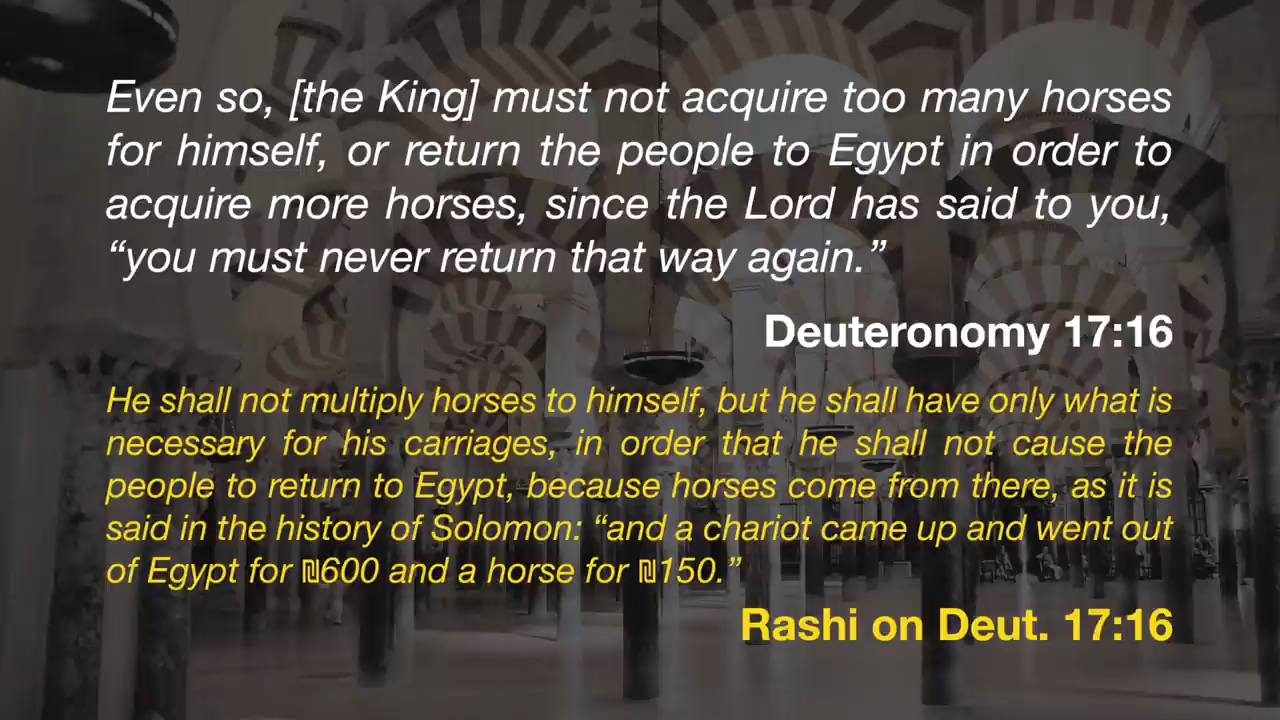 Even so, [the King] must not acquire too many horses
for himself, or return the people to Egypt in order to
acquire more horses, since the Lord has said to you,
“you must never return that way again.”
Deuteronomy 17:16
He shall not multiply horses to himself, but he shall have only what is
necessary for his carriages, in order that he shall not cause the
people to return to Egypt, because horses come from there, as it is
said in the history of Solomon: “and a chariot came up and went out
of Egypt for ₪600 and a horse for ₪150.”
Rashi on Deut. 17:16